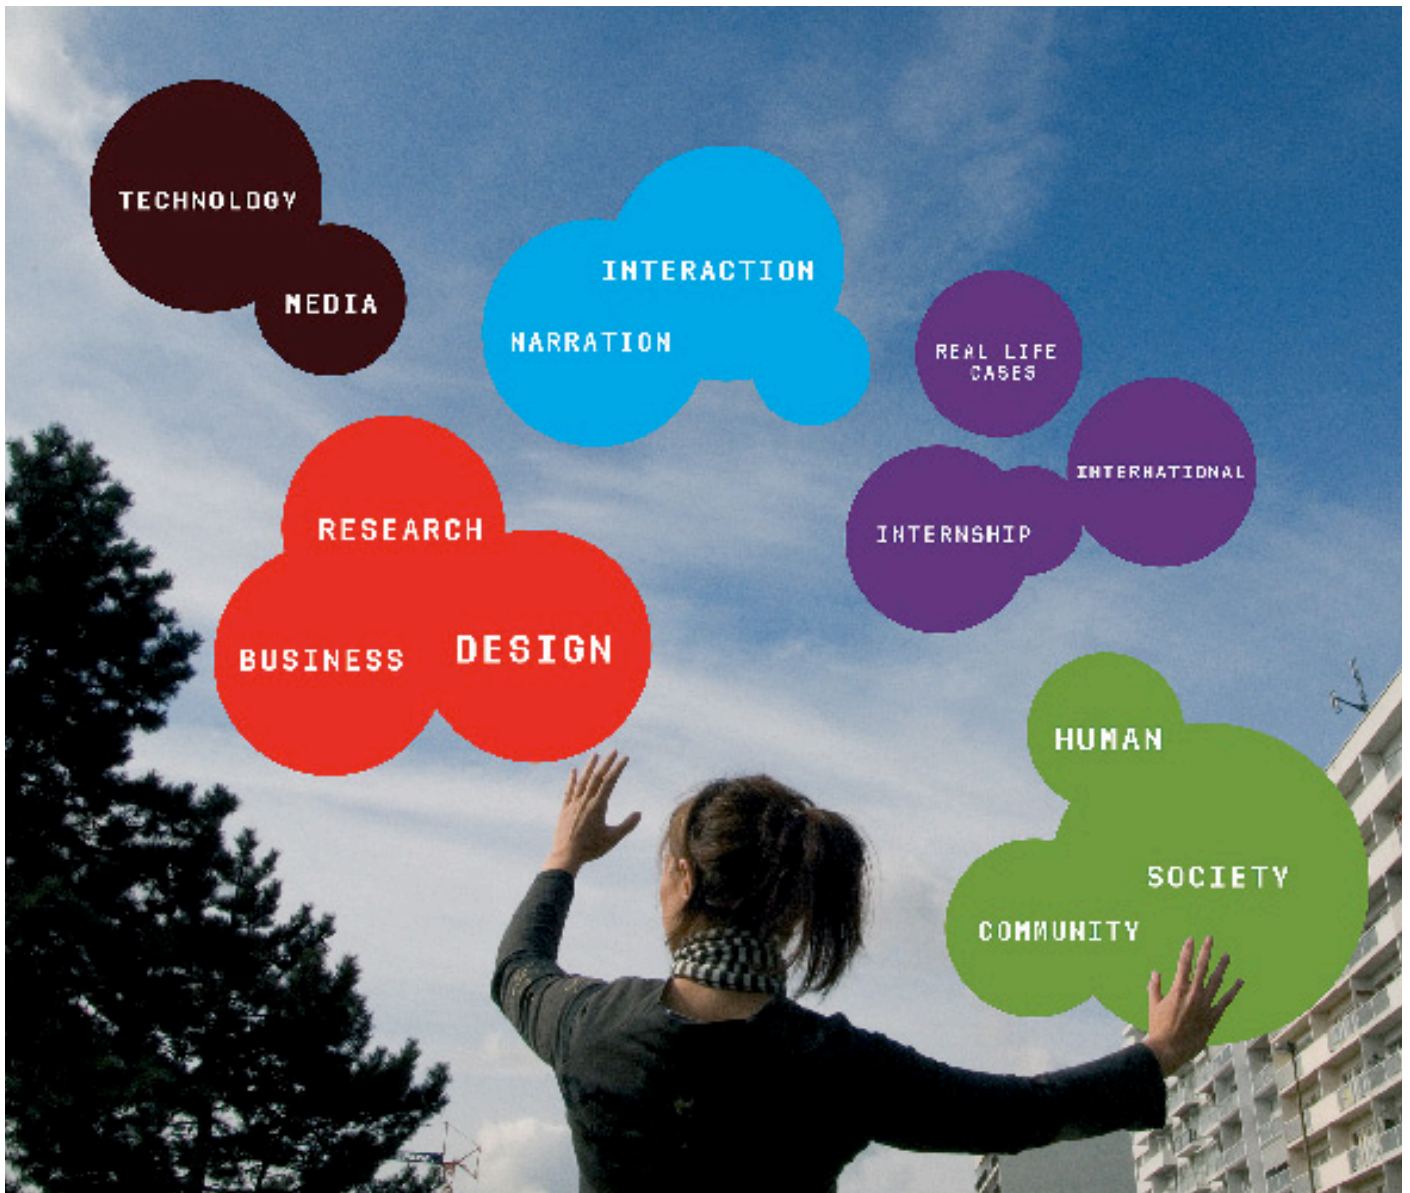 TECHNOLOGY
MEDIA
INTERACTION
NARRATION
REAL LIFE
CASES
INTERNATIONAL
INTERNSHIP
RESEARCH
BUSINESS
DESIGN
HUMAN
SOCIETY
COMMUNITY